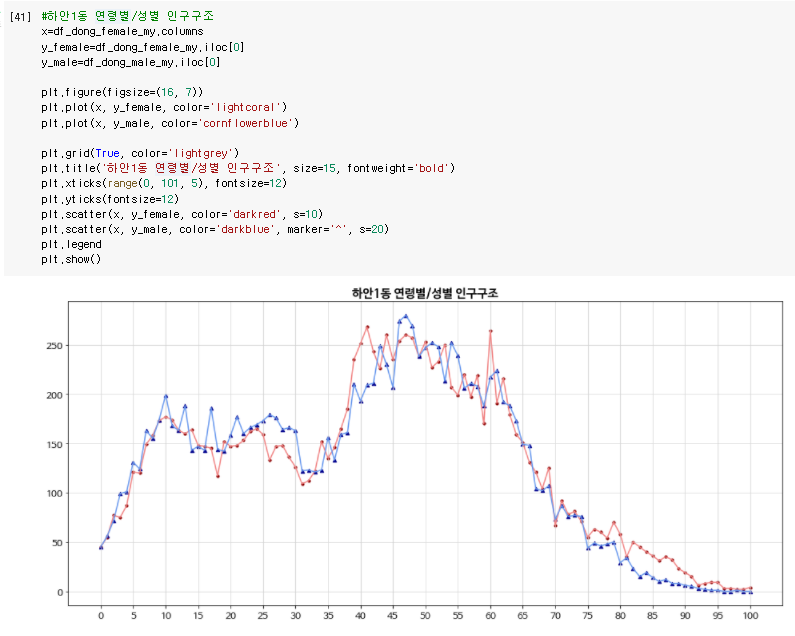 [41] #하안1동 연령별/성별 인구구조
x=df_dong_female_my.columns
y_female=df_dong_female_my.iloc[0]
y_male=df_dong_male_my.iloc[0]
plt.figure(figsize=(16, 7))
plt.plot(x, y_female, color='lightcoral')
plt.plot(x, y_male, color='cornflowerblue')
plt.grid(True, color='lightgrey')
plt.title('하안1동 연령별/성별 인구구조', size=15, fontweight='bold')
plt.xticks(range(0, 101, 5), fontsize=12)
plt.yticks(fontsize=12)
plt.scatter(x, y_female, color='darkred', s=10)
plt.scatter(x, y_male, color='darkblue', marker='^', s=20)
plt.legend
plt.show()
하안1동 연령별/성별 인구구조
250
200
150
100
50
0
0 5 10 15 20 25 30 35 40 45 50 55 60 65 70 75 80 85 90 95 100